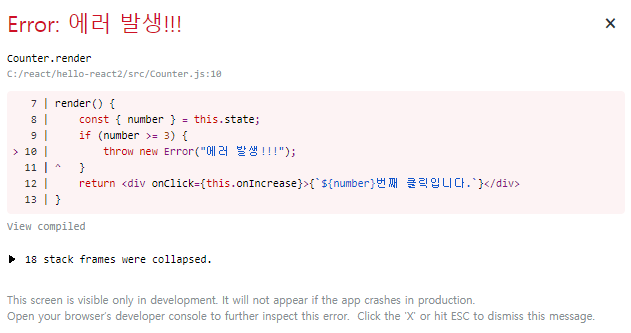 Error: 에러 발생!!!
×
Counter.render
C:/react/hello-react2/src/Counter.js:10
7 | render() {
8 |     const { number } = this.state;
9 |     if (number >= 3) {
> 10 |         throw new Error("에러 발생!!!");
11 | ^   }
12 |     return <div onClick={this.onIncrease}>{`${number}번째 클릭입니다.`}</div>
13 | }
View compiled
▶ 18 stack frames were collapsed.
This screen is visible only in development. It will not appear if the app crashes in production.
Open your browser's developer console to further inspect this error. Click the 'X' or hit ESC to dismiss this message.